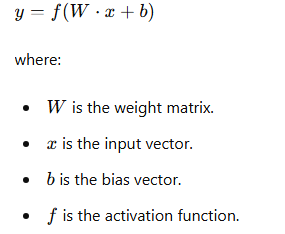 y = f(W · x + b)
where:
• W is the weight matrix.
• x is the input vector.
• b is the bias vector.
• f is the activation function.